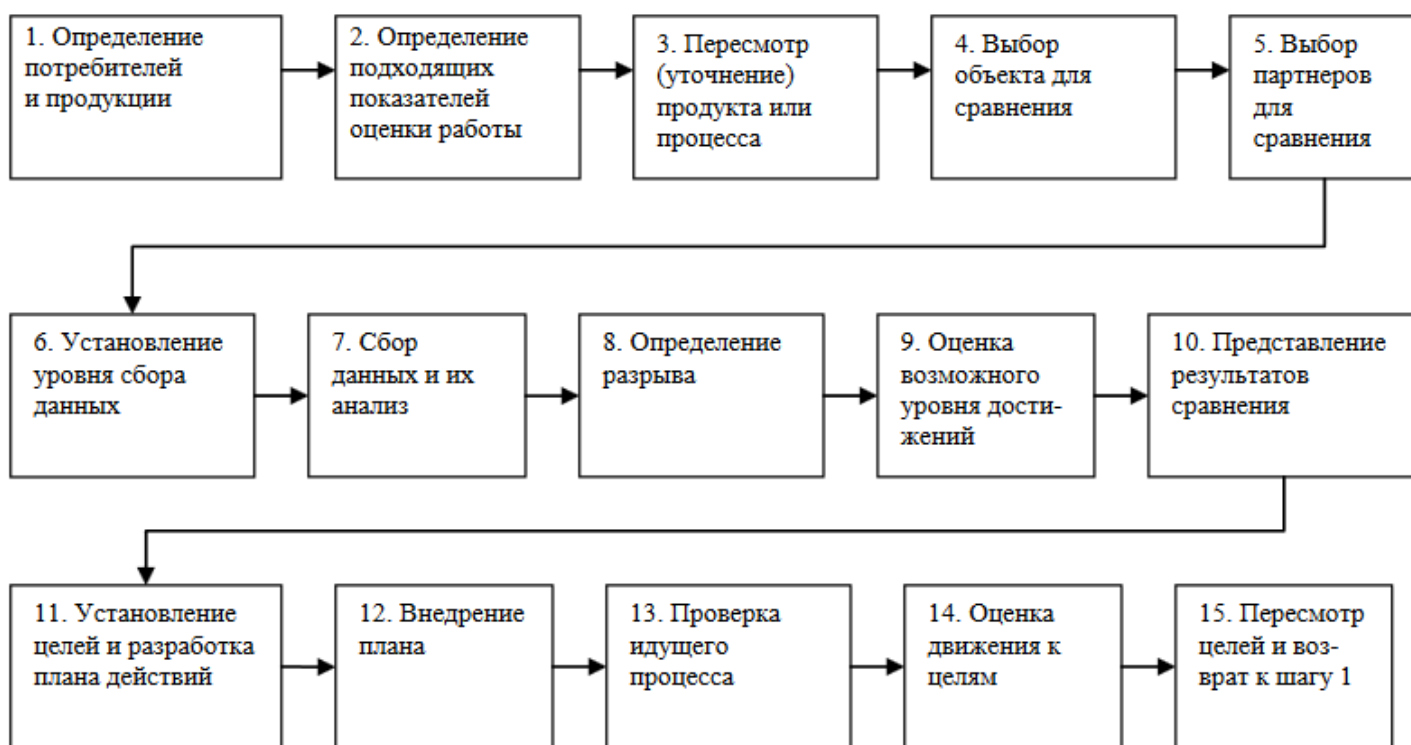 1. Определение
потребителей
и продукции
2. Определение
подходящих
показателей
оценки работы
3. Пересмотр
(уточнение)
продукта или
процесса
4. Выбор
объекта для
сравнения
5. Выбор
партнеров
для
сравнения
6. Установление
уровня сбора
данных
7. Сбор
данных и их
анализ
8. Определение
разрыва
9. Оценка
возможного
уровня дости-
жений
10. Представление
результатов
сравнения
11. Установление
целей и разработка
плана действий
12. Внедрение
плана
13. Проверка
идущего
процесса
14. Оценка
движения к
целям
15. Пересмотр
целей и воз-
врат к шагу 1